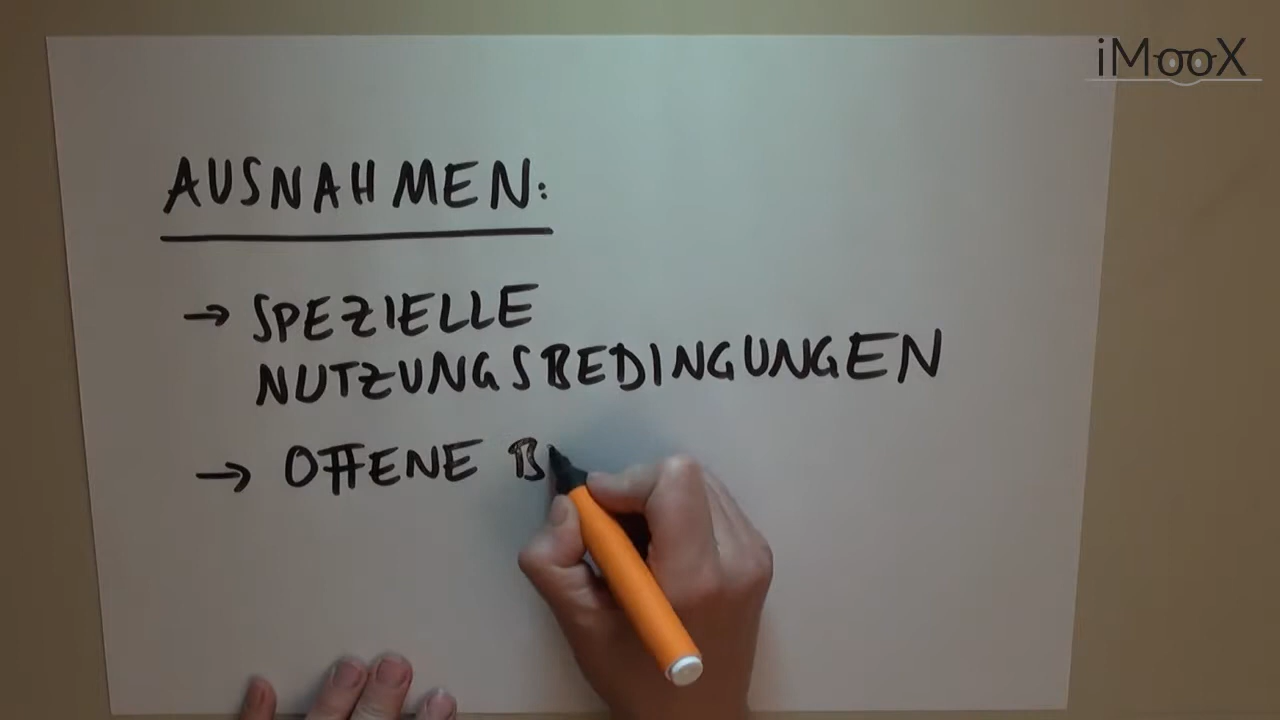 iMooX
AUSNAHMEN:
→ SPEZIELLE
NUTZUNGSBEDINGUNGEN
→ OFFENE B